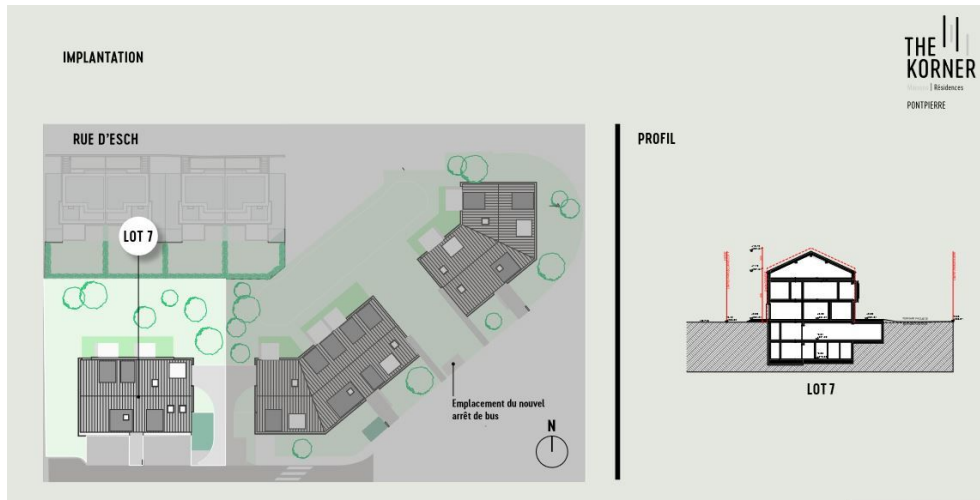 IMPLANTATION
THE
KORNER
| Résidences
PONTPIERRE
RUE D'ESCH
LOT 7
Emplacement du nouvel
arrêt de bus
N
PROFIL
LOT 7